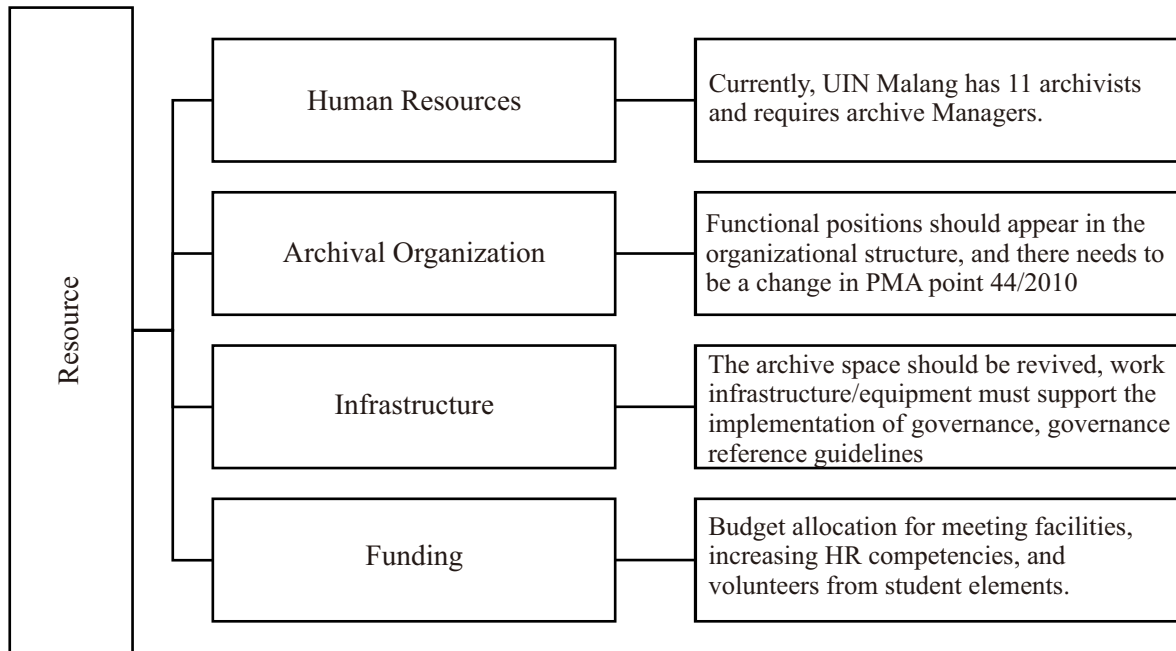 Resource
Human Resources
Currently, UIN Malang has 11 archivists
and requires archive Managers.
Archival Organization
Functional positions should appear in the
organizational structure, and there needs to
be a change in PMA point 44/2010
Infrastructure
The archive space should be revived, work
infrastructure/equipment must support the
implementation of governance, governance
reference guidelines
Funding
Budget allocation for meeting facilities,
increasing HR competencies, and
volunteers from student elements.